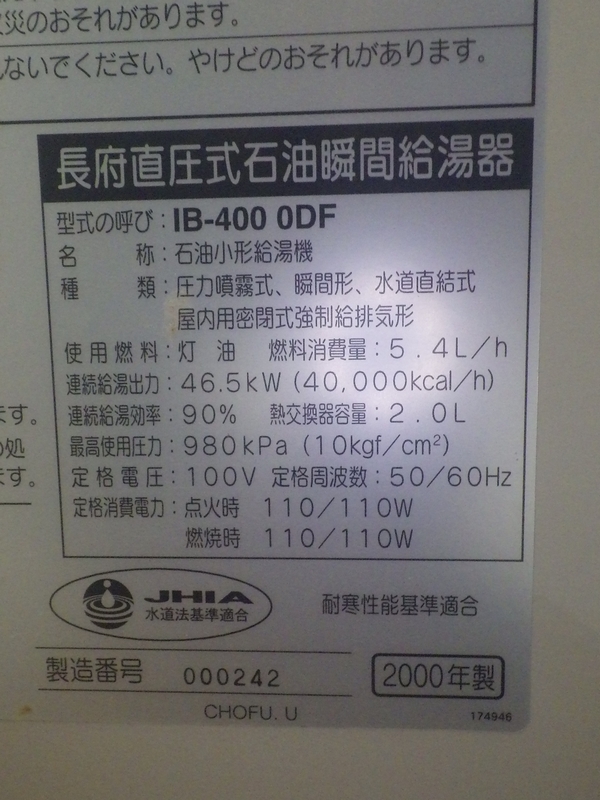 災のおそれがあります。
ないでください。やけどのおそれがあります。
長府直圧式石油瞬間給湯器
型式の呼び：IB-400 0DF
名 称：石油小形給湯機
種 類：圧力噴霧式、瞬間形、水道直結式
屋内用密閉式強制給排気形
使用燃料：灯 油 燃料消費量：5.4L/h
連続給湯出力：46.5kW(40,000kcal/h)
ます。 連続給湯効率：90% 熱交換器容量：2.0L
の処 最高使用圧力：980kPa(10kgf/cm²)
ます。 定格電圧：100V 定格周波数：50/60Hz
定格消費電力：点火時 110/110W
燃焼時 110/110W
JHIA
水道法基準適合
耐寒性能基準適合
製造番号 000242
2000年製
CHOFU. U
174946